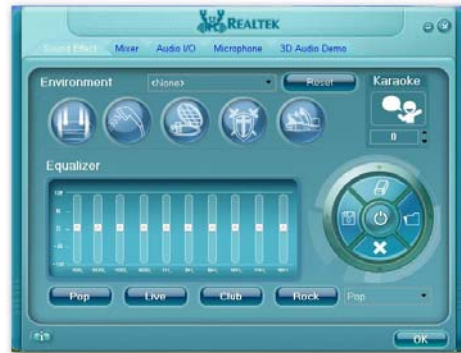 REALTEK
Sound Effect Mixer Audio I/O Microphone 3D Audio Demo
Environment <None> Reset Karaoke
0
Equalizer
Pop Live Club Rock Pop
OK